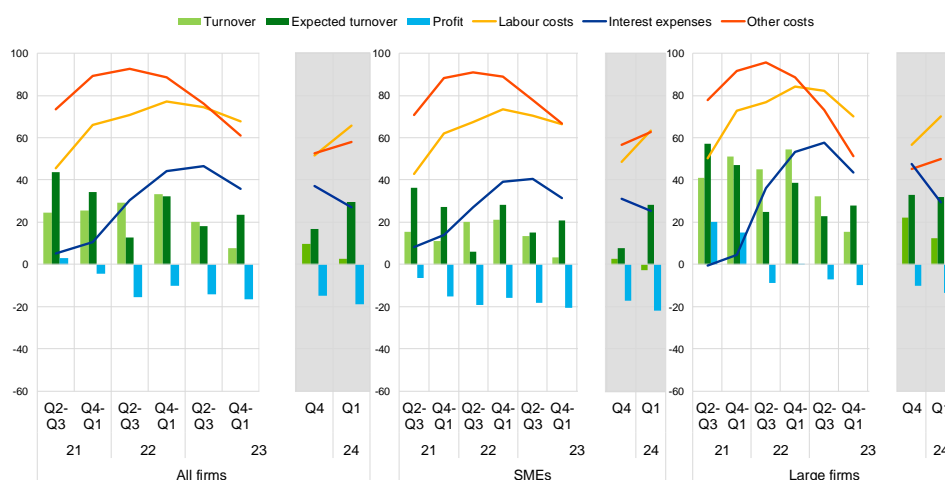 Turnover Expected turnover Profit Labour costs Interest expenses Other costs
100 100 100
80 80 80
60 60 60
40 40 40
20 20 20
0 0 0
-20 -20 -20
-40 -40 -40
-60 -60 -60
Q2- Q4- Q2- Q4- Q2- Q4- Q4 Q1 Q2- Q4- Q2- Q4- Q2- Q4- Q4 Q1 Q2- Q4- Q2- Q4- Q2- Q4- Q4 Q1
Q3 Q1 Q3 Q1 Q3 Q1 Q3 Q1 Q3 Q1 Q3 Q1 Q3 Q1 Q3 Q1 Q3 Q1
21 22 23 24 21 22 23 24 21 22 23 24
All firms SMEs Large firms